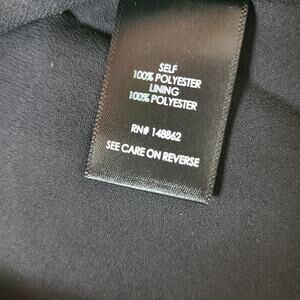 SELF
100% POLYESTER
LINING
100% POLYESTER
RN# 148862
SEE CARE ON REVERSE